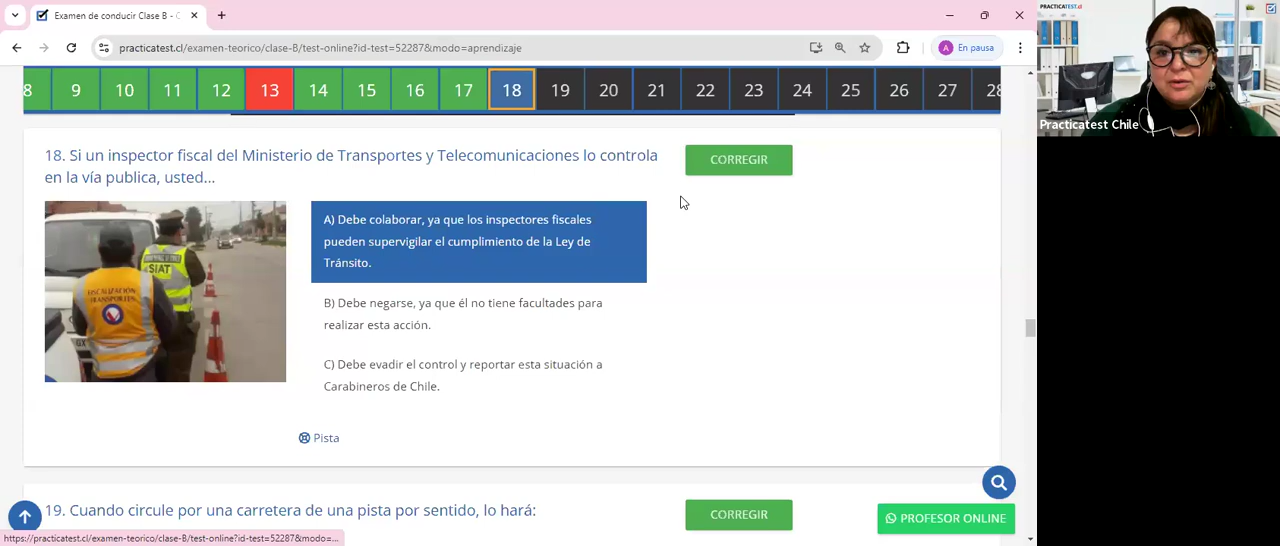 Examen de conducir Clase B - C
practicatest.cl/examen-teorico/clase-B/test-online?id-test=52287&modo=aprendizaje
A En pausa
8 9 10 11 12 13 14 15 16 17 18 19 20 21 22 23 24 25 26 27 28
18. Si un inspector fiscal del Ministerio de Transportes y Telecomunicaciones lo controla
en la vía publica, usted...
CORREGIR
SIAT
FISCALIZACIÓN
TRANSPORTES
A) Debe colaborar, ya que los inspectores fiscales
pueden supervigilar el cumplimiento de la Ley de
Tránsito.
B) Debe negarse, ya que él no tiene facultades para
realizar esta acción.
C) Debe evadir el control y reportar esta situación a
Carabineros de Chile.
Pista
19. Cuando circule por una carretera de una pista por sentido, lo hará:
CORREGIR
PROFESOR ONLINE
https://practicatest.cl/examen-teorico/clase-B/test-online?id-test=52287&modo=...
PRACTICATEST.cl
Practicatest Chile